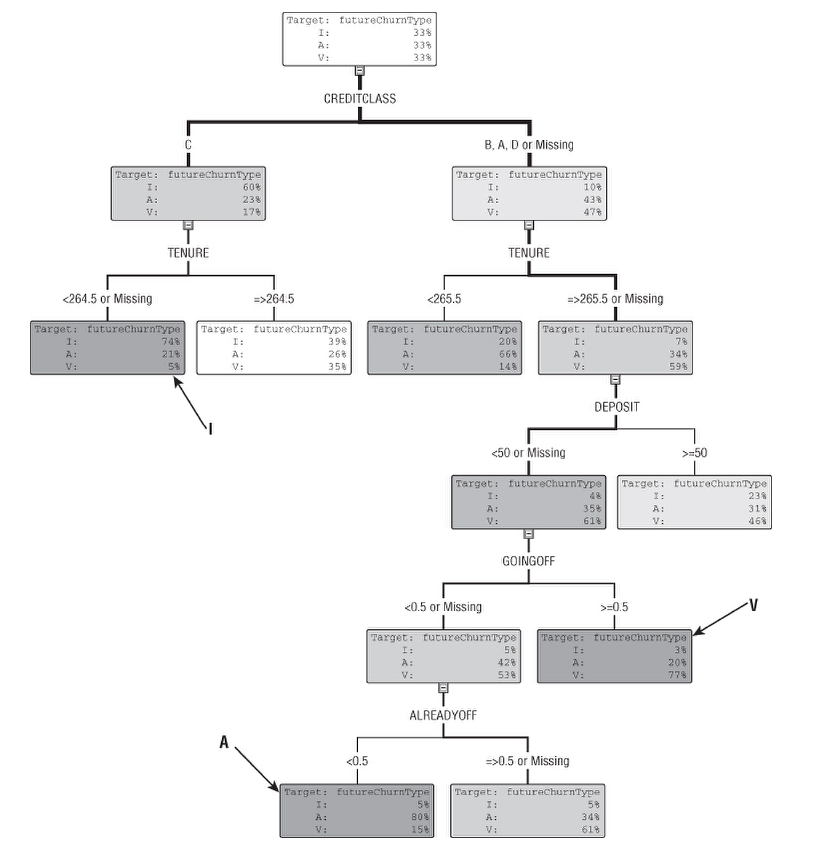 Target: futureChurnType
I: 33%
A: 33%
V: 33%
CREDITCLASS
C
B, A, D or Missing
Target: futureChurnType
I: 60%
A: 23%
V: 17%
Target: futureChurnType
I: 10%
A: 43%
V: 47%
TENURE
TENURE
<264.5 or Missing
=>264.5
<265.5
=>265.5 or Missing
Target: futureChurnType
I: 74%
A: 21%
V: 5%
Target: futureChurnType
I: 39%
A: 26%
V: 35%
Target: futureChurnType
I: 20%
A: 66%
V: 14%
Target: futureChurnType
I: 7%
A: 34%
V: 59%
I
DEPOSIT
<50 or Missing
>=50
Target: futureChurnType
I: 4%
A: 35%
V: 61%
Target: futureChurnType
I: 23%
A: 31%
V: 46%
GOINGOFF
<0.5 or Missing
>=0.5
V
Target: futureChurnType
I: 5%
A: 42%
V: 53%
Target: futureChurnType
I: 3%
A: 20%
V: 77%
ALREADYOFF
A
<0.5
=>0.5 or Missing
Target: futureChurnType
I: 5%
A: 80%
V: 15%
Target: futureChurnType
I: 5%
A: 34%
V: 61%